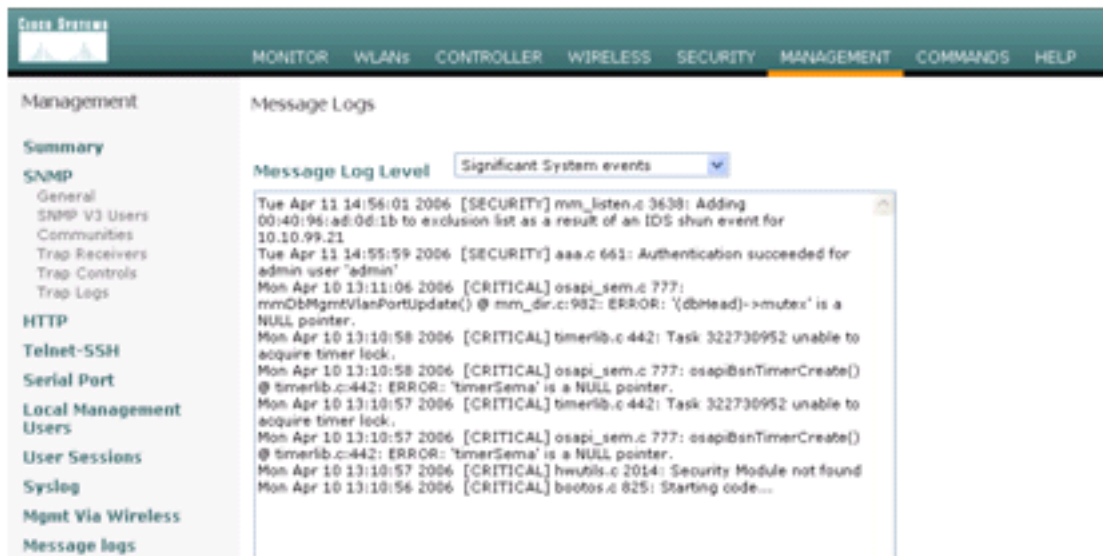 CISCO SYSTEMS
MONITOR WLANs CONTROLLER WIRELESS SECURITY MANAGEMENT COMMANDS HELP
Management
Summary
SNMP
General
SNMP V3 Users
Communities
Trap Receivers
Trap Controls
Trap Logs
HTTP
Telnet-SSH
Serial Port
Local Management
Users
User Sessions
Syslog
Mgmt Via Wireless
Message logs
Message Logs
Message Log Level Significant System events
Tue Apr 11 14:56:01 2006 [SECURITY] mm_listen.c 3638: Adding
00:40:96:ad:0d:1b to exclusion list as a result of an IDS shun event for
10.10.99.21
Tue Apr 11 14:55:59 2006 [SECURITY] aaa.c 661: Authentication succeeded for
admin user 'admin'
Mon Apr 10 13:11:06 2006 [CRITICAL] osapi_sem.c 777:
mmDbMgmtVlanPortUpdate() @ mm_dir.c:982: ERROR: '(dbHead)->mutex' is a
NULL pointer.
Mon Apr 10 13:10:58 2006 [CRITICAL] timerlib.c 442: Task 322730952 unable to
acquire timer lock.
Mon Apr 10 13:10:58 2006 [CRITICAL] osapi_sem.c 777: osapiBsnTimerCreate()
@ timerlib.c:442: ERROR: 'timerSema' is a NULL pointer.
Mon Apr 10 13:10:57 2006 [CRITICAL] timerlib.c 442: Task 322730952 unable to
acquire timer lock.
Mon Apr 10 13:10:57 2006 [CRITICAL] osapi_sem.c 777: osapiBsnTimerCreate()
@ timerlib.c:442: ERROR: 'timerSema' is a NULL pointer.
Mon Apr 10 13:10:57 2006 [CRITICAL] hwutils.c 2014: Security Module not found
Mon Apr 10 13:10:56 2006 [CRITICAL] bootos.c 825: Starting code...